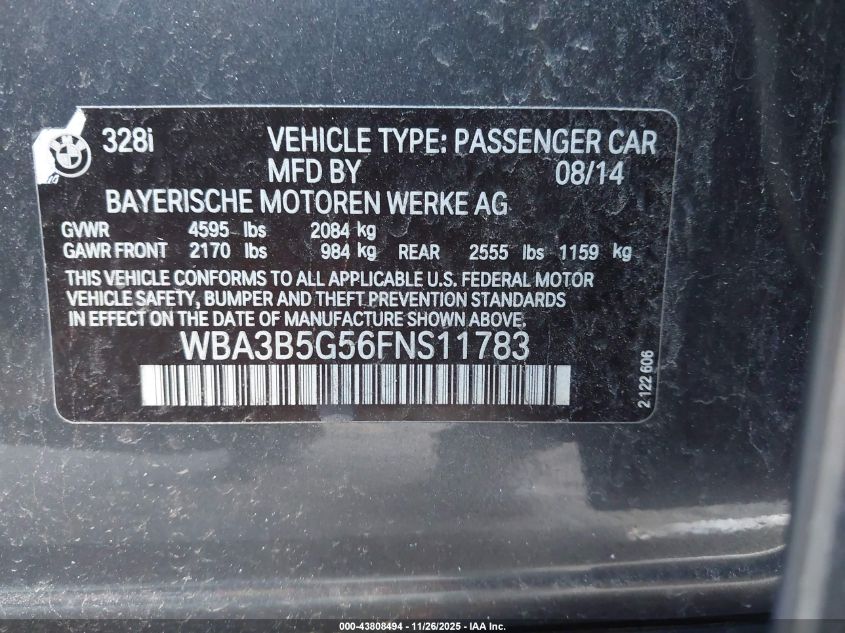 328i VEHICLE TYPE: PASSENGER CAR
MFD BY 08/14
BAYERISCHE MOTOREN WERKE AG
GVWR 4595 lbs 2084 kg
GAWR FRONT 2170 lbs 984 kg REAR 2555 lbs 1159 kg
THIS VEHICLE CONFORMS TO ALL APPLICABLE U.S. FEDERAL MOTOR
VEHICLE SAFETY, BUMPER AND THEFT PREVENTION STANDARDS
IN EFFECT ON THE DATE OF MANUFACTURE SHOWN ABOVE.
WBA3B5G56FNS11783
2 122 606
000-43808494 - 11/26/2025 - IAA Inc.